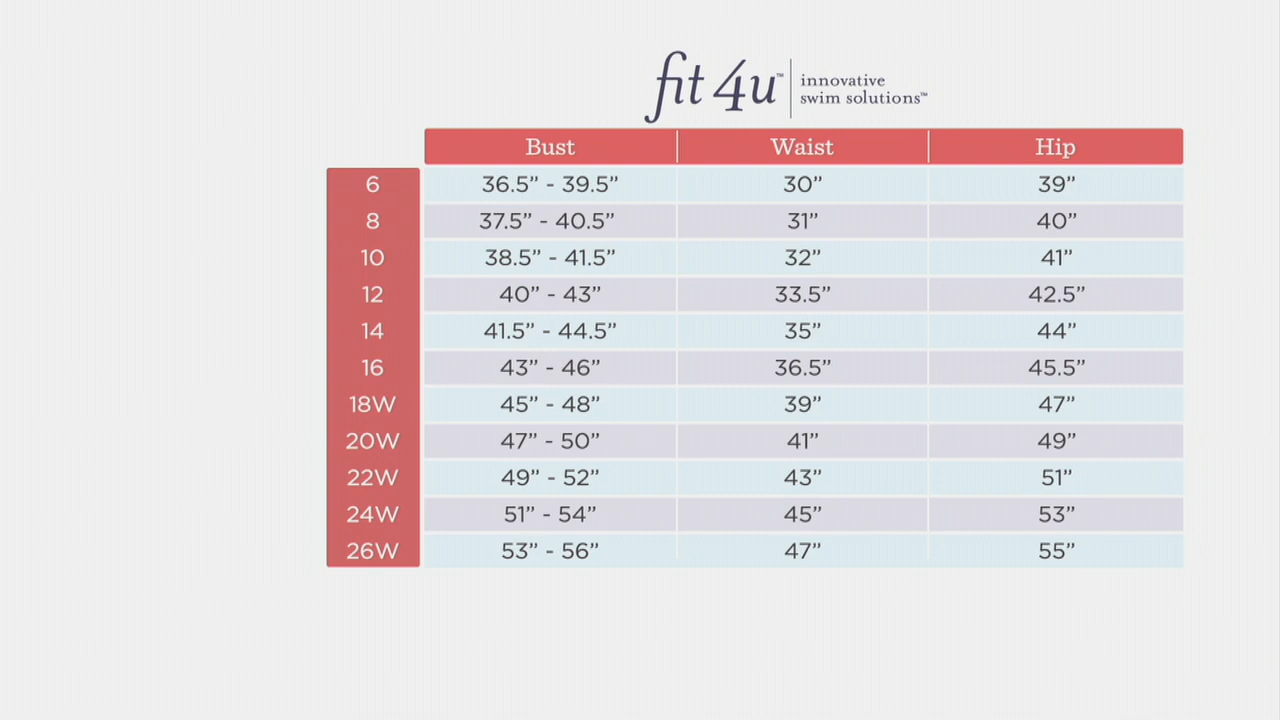 fit 4u™ | innovative
swim solutions™
Bust Waist Hip
6 36.5” - 39.5” 30” 39”
8 37.5” - 40.5” 31” 40”
10 38.5” - 41.5” 32” 41”
12 40” - 43” 33.5” 42.5”
14 41.5” - 44.5” 35” 44”
16 43” - 46” 36.5” 45.5”
18W 45” - 48” 39” 47”
20W 47” - 50” 41” 49”
22W 49” - 52” 43” 51”
24W 51” - 54” 45” 53”
26W 53” - 56” 47” 55”